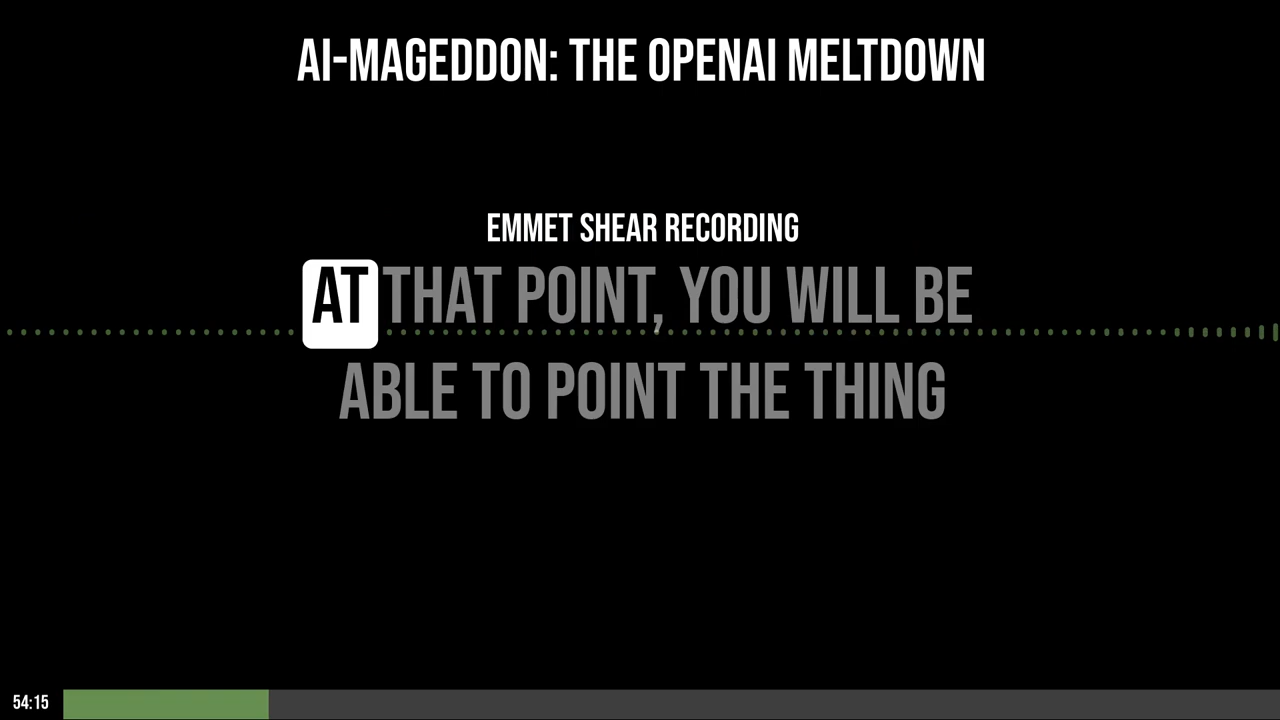 AI-MAGEDDON: THE OPENAI MELTDOWN
EMMET SHEAR RECORDING
AT THAT POINT, YOU WILL BE
ABLE TO POINT THE THING
54:15